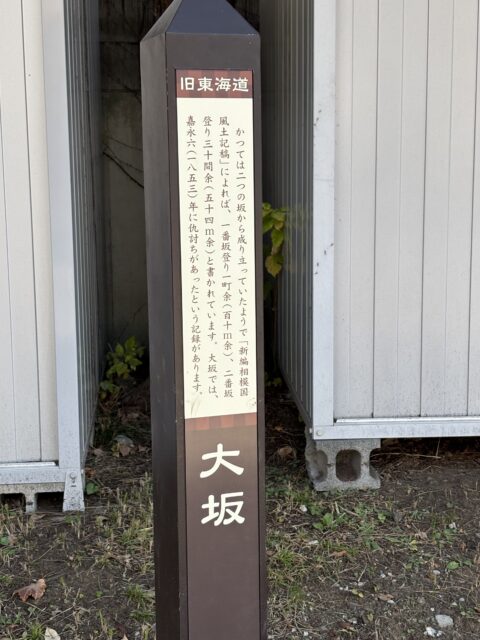 旧東海道
かつては二つの坂から成り立っていたようで「新編相模国
風土記稿」によれば、一番坂登り一町余(百十m余)、二番坂
登り三十間余(五十四m余)と書かれています。大坂では、
嘉永六(一八五三)年に仇討ちがあったという記録があります。
大坂